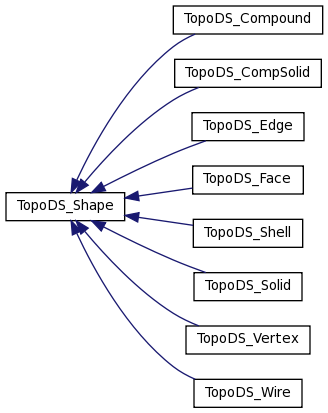 TopoDS_Compound
TopoDS_CompSolid
TopoDS_Edge
TopoDS_Face
TopoDS_Shape
TopoDS_Shell
TopoDS_Solid
TopoDS_Vertex
TopoDS_Wire